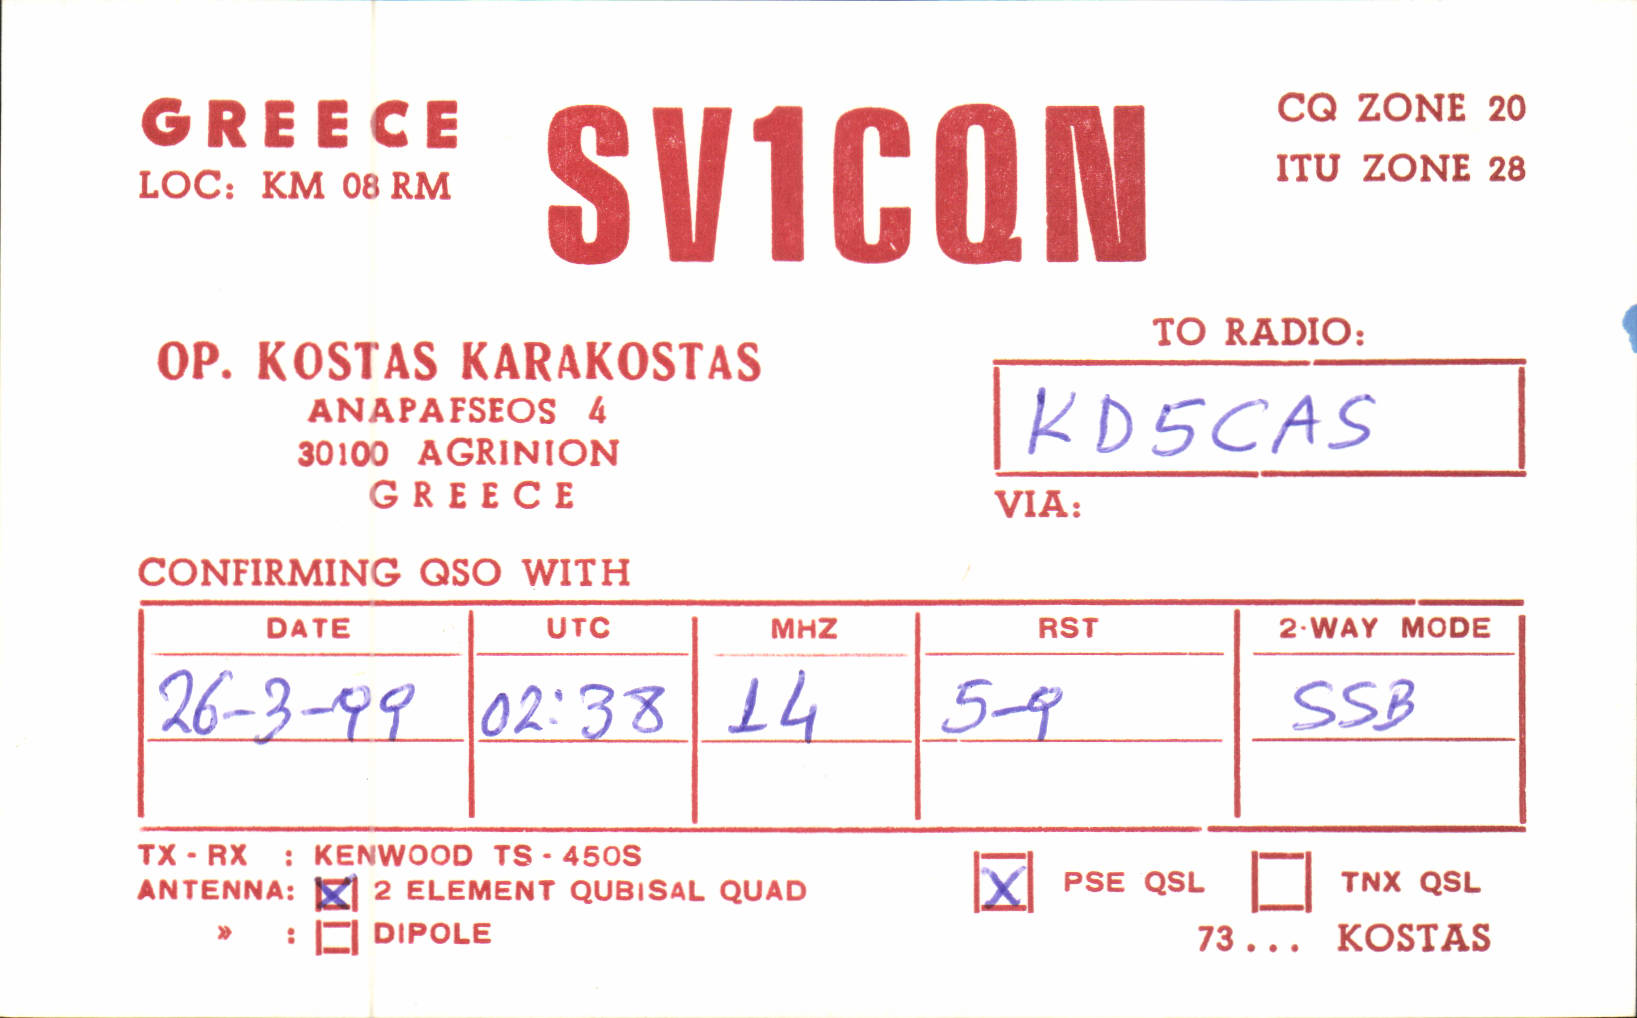 GREECE
LOC: KM 08 RM
SV1CQN
CQ ZONE 20
ITU ZONE 28
OP. KOSTAS KARAKOSTAS
ANAPAFSEOS 4
30100 AGRINION
GREECE
TO RADIO:
KD5CAS
VIA:
CONFIRMING QSO WITH
DATE UTC MHZ RST 2-WAY MODE
26-3-99 02:38 14 5-9 SSB
TX - RX : KENWOOD TS - 450S
ANTENNA: X 2 ELEMENT QUBISAL QUAD
» : DIPOLE
X PSE QSL TNX QSL
73... KOSTAS